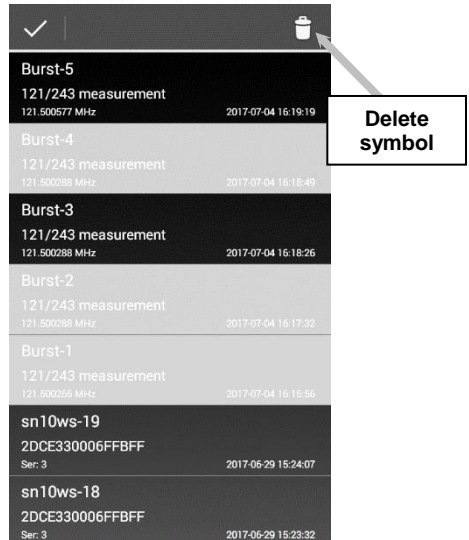 Burst-5
121/243 measurement
121.500577 MHz 2017-07-04 16:19:19
Delete
symbol
Burst-4
121/243 measurement
121.500288 MHz 2017-07-04 16:18:49
Burst-3
121/243 measurement
121.500288 MHz 2017-07-04 16:18:26
Burst-2
121/243 measurement
121.500288 MHz 2017-07-04 16:17:32
Burst-1
121/243 measurement
121.500266 MHz 2017-07-04 16:16:56
sn10ws-19
2DCE330006FFBFF
Ser: 3 2017-06-29 15:24:07
sn10ws-18
2DCE330006FFBFF
Ser: 3 2017-06-29 15:23:32